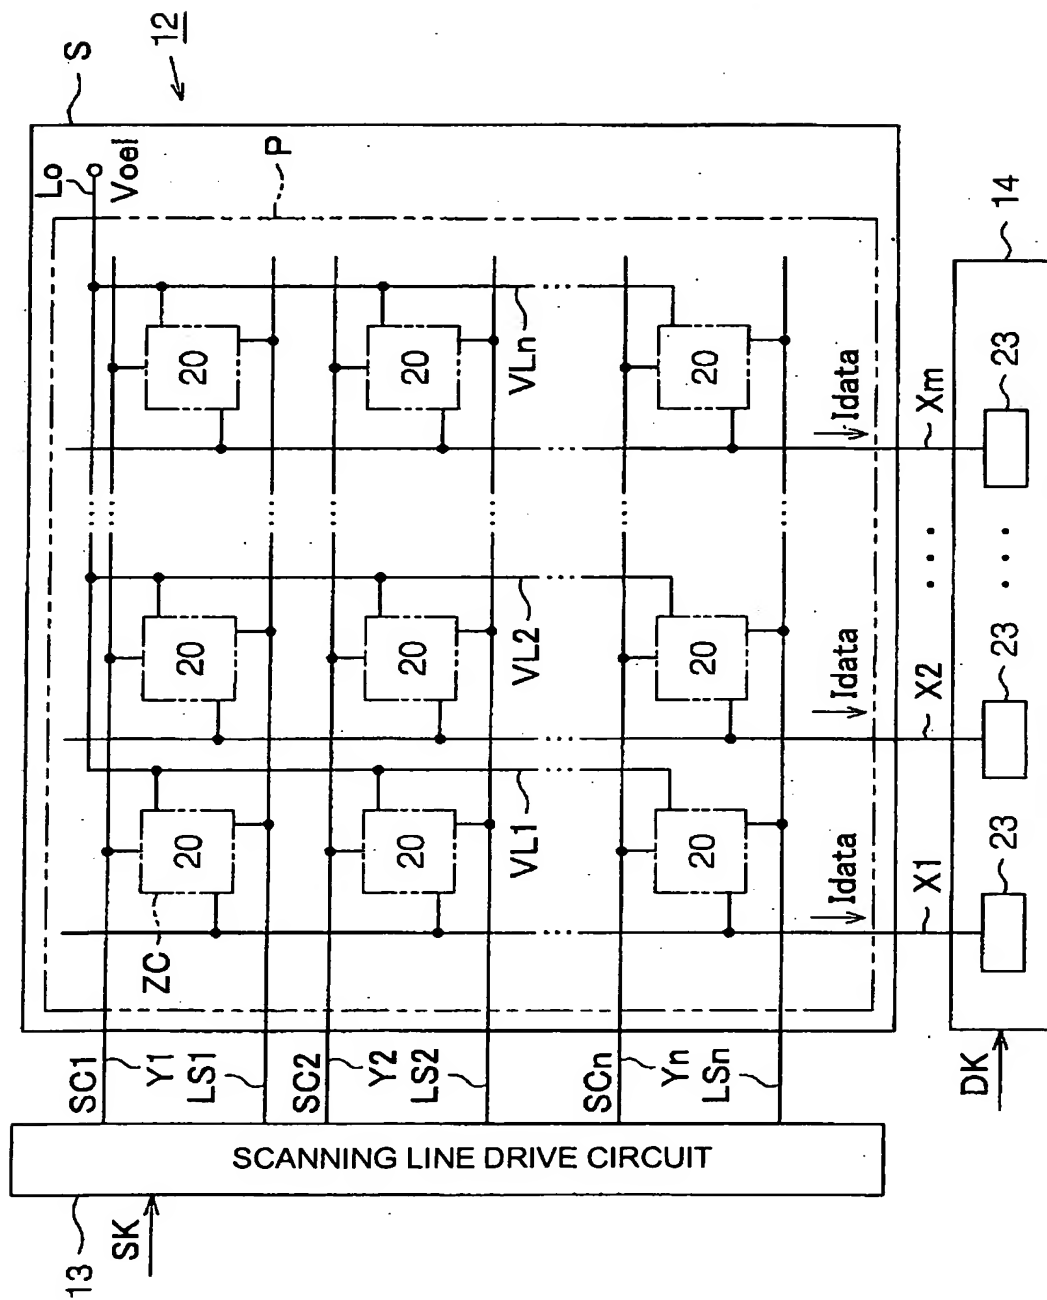 12
S
Lo
Voel
P
20
20
20
20
20
20
20
20
20
ZC
VL1
VL2
VLn
SC1
Y1
LS1
SC2
Y2
LS2
SCn
Yn
LSn
SCANNING LINE DRIVE CIRCUIT
13
SK
Idata
Idata
Idata
X1
X2
Xm
14
23
23
23
DK